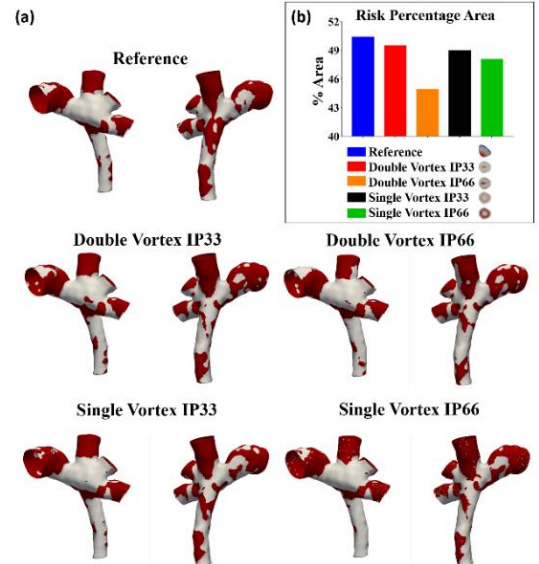 (a)
Reference
(b)
Risk Percentage Area
% Area
52
49
46
43
40
Reference
Double Vortex IP33
Double Vortex IP66
Single Vortex IP33
Single Vortex IP66
Double Vortex IP33
Double Vortex IP66
Single Vortex IP33
Single Vortex IP66